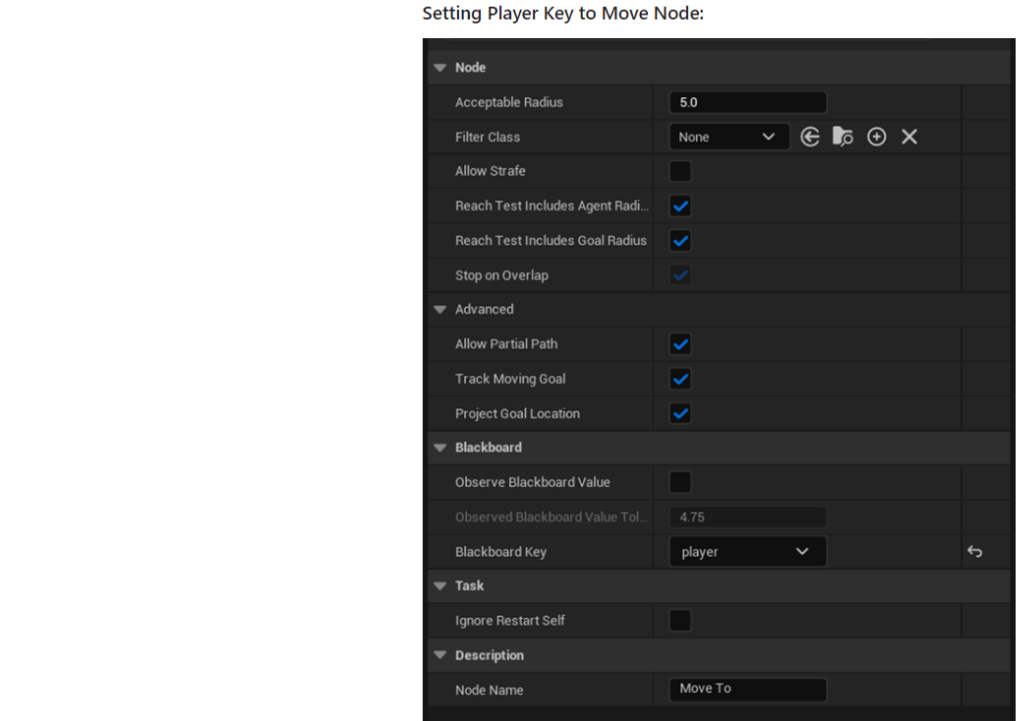 Setting Player Key to Move Node:
Node
Acceptable Radius 5.0
Filter Class None
Allow Strafe
Reach Test Includes Agent Radi...
Reach Test Includes Goal Radius
Stop on Overlap
Advanced
Allow Partial Path
Track Moving Goal
Project Goal Location
Blackboard
Observe Blackboard Value
Observed Blackboard Value Tol... 4.75
Blackboard Key player
Task
Ignore Restart Self
Description
Node Name Move To